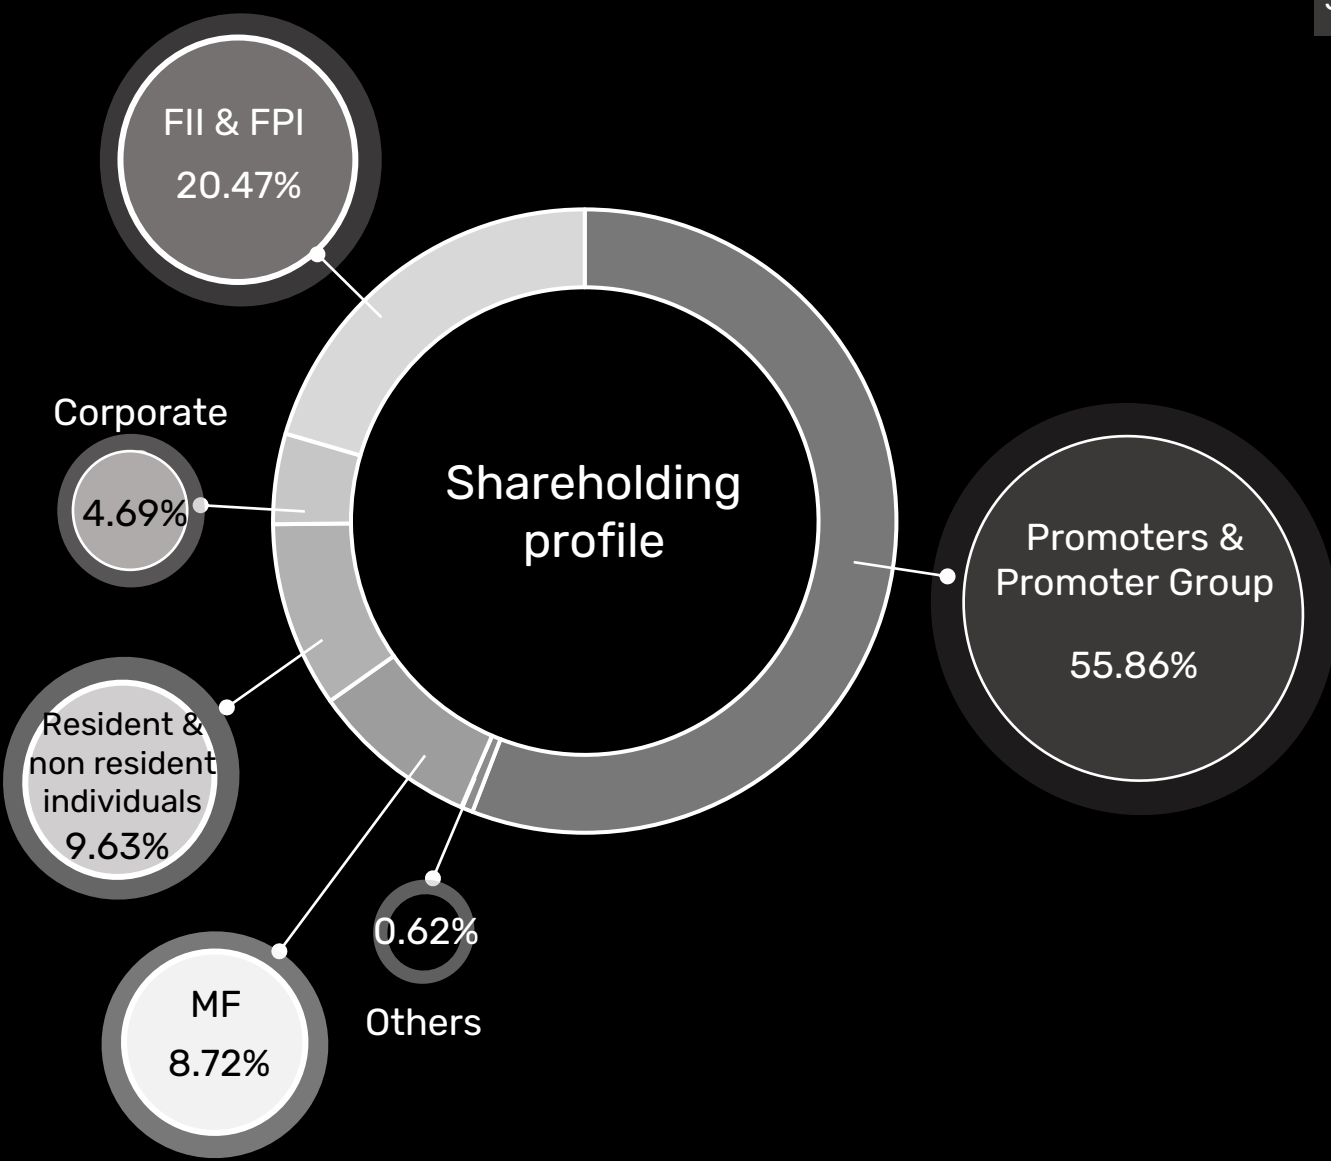 FII & FPI
20.47%
Corporate
4.69%
Shareholding
profile
Promoters &
Promoter Group
55.86%
Resident &
non resident
individuals
9.63%
0.62%
Others
MF
8.72%